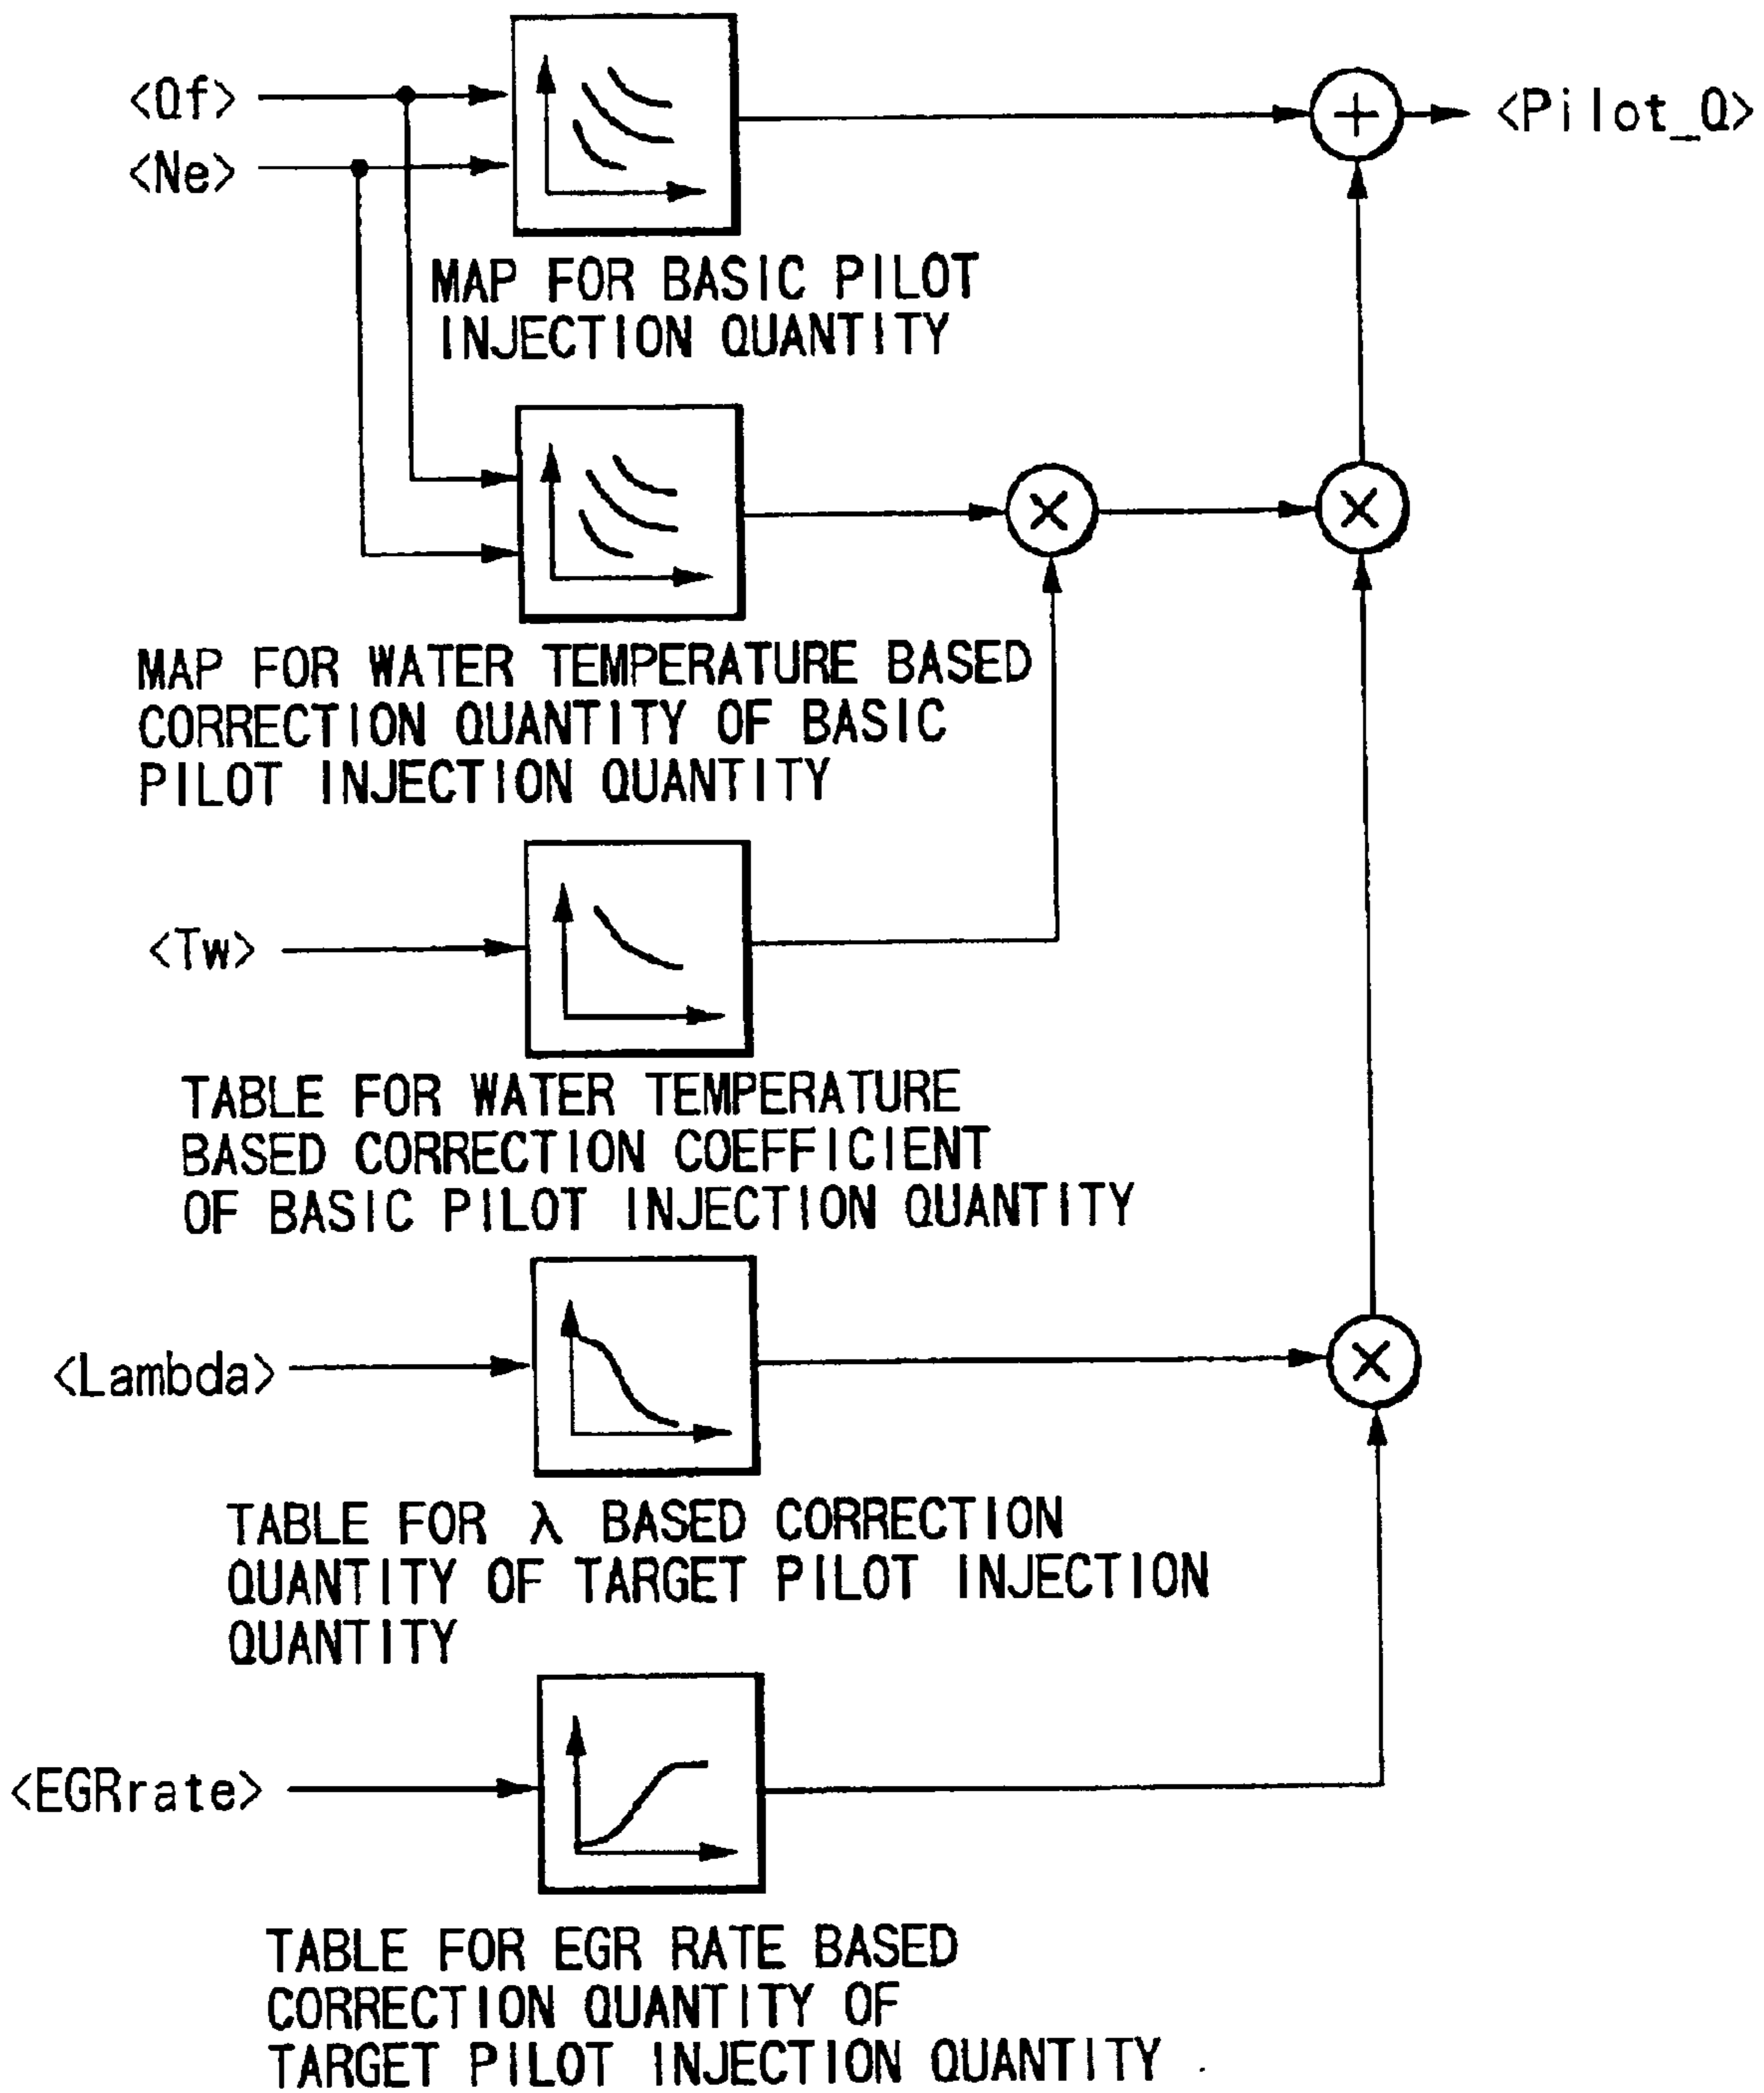 <Qf>
<Ne>
+
<Pilot_Q>
MAP FOR BASIC PILOT
INJECTION QUANTITY
×
×
MAP FOR WATER TEMPERATURE BASED
CORRECTION QUANTITY OF BASIC
PILOT INJECTION QUANTITY
<Tw>
TABLE FOR WATER TEMPERATURE
BASED CORRECTION COEFFICIENT
OF BASIC PILOT INJECTION QUANTITY
<Lambda>
×
TABLE FOR λ BASED CORRECTION
QUANTITY OF TARGET PILOT INJECTION
QUANTITY
<EGRrate>
TABLE FOR EGR RATE BASED
CORRECTION QUANTITY OF
TARGET PILOT INJECTION QUANTITY